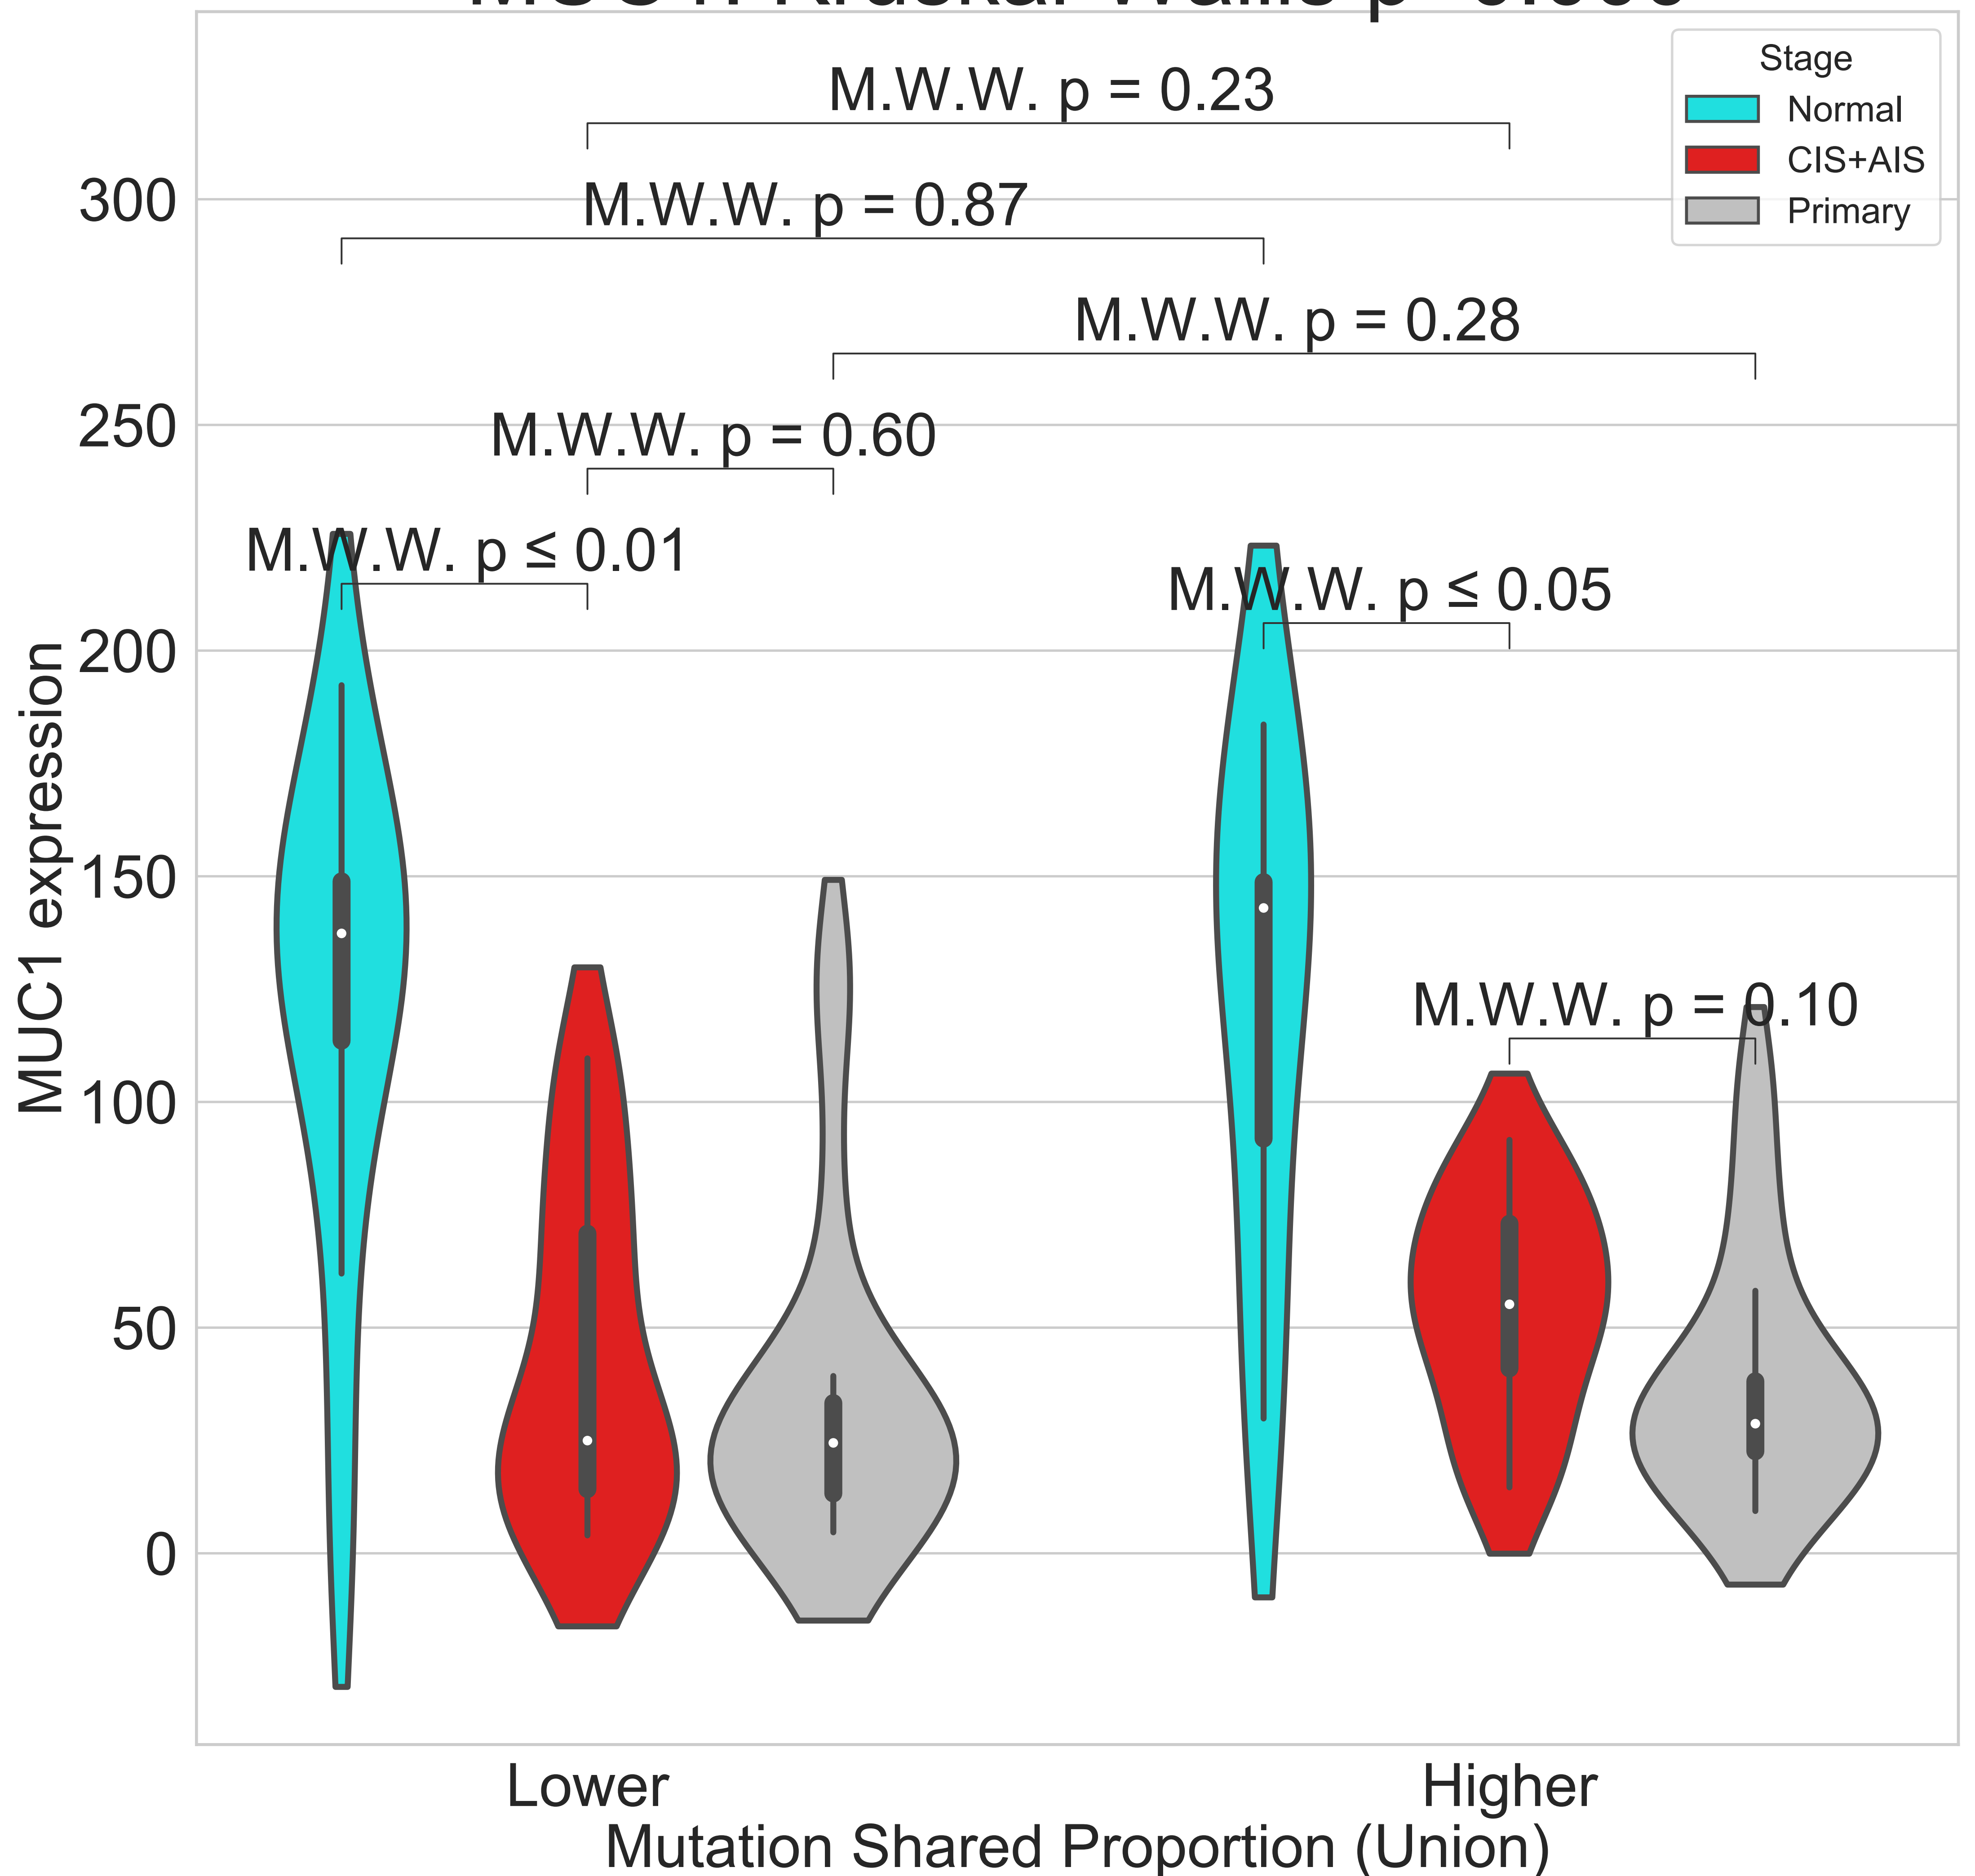 M.W.W. p = 0.23
Stage
Normal
CIS+AIS
Primary
300
M.W.W. p = 0.87
M.W.W. p = 0.28
250
M.W.W. p = 0.60
M.W.W. p ≤ 0.01
M.W.W. p ≤ 0.05
200
MUC1 expression
150
M.W.W. p = 0.10
100
50
0
Lower
Higher
Mutation Shared Proportion (Union)